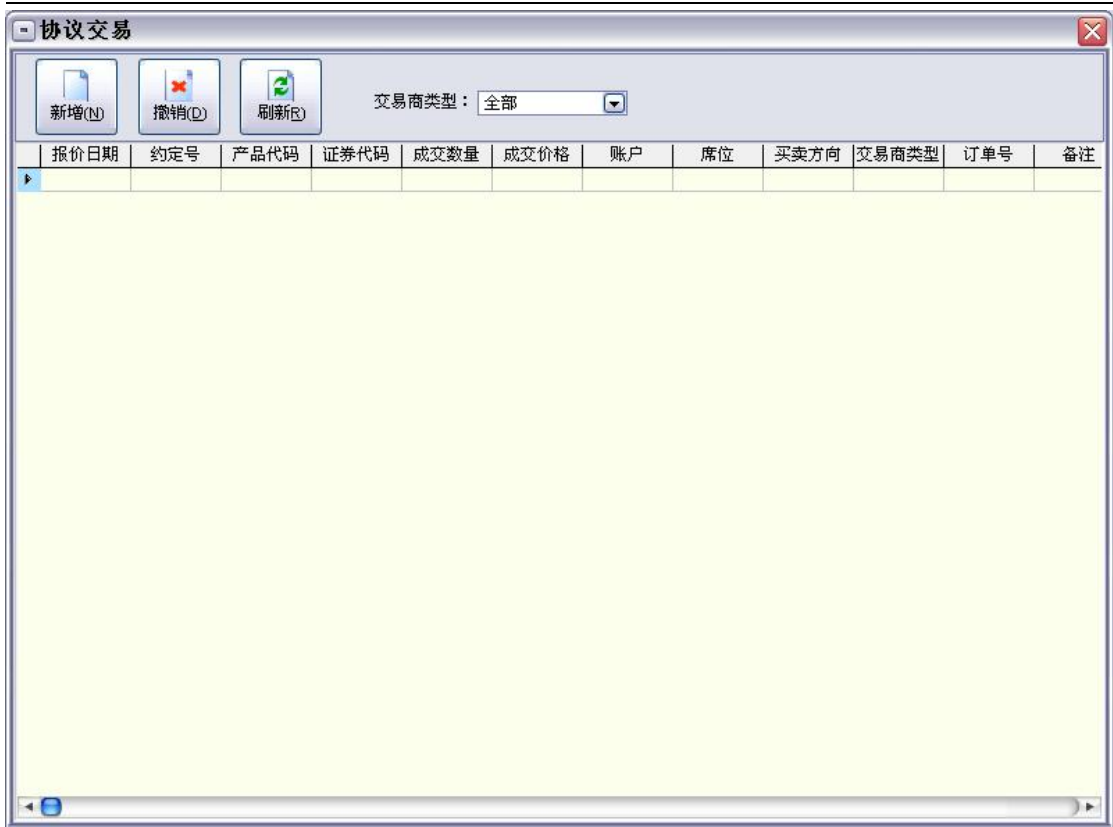 协议交易
新增(N) 撤销(D) 刷新(R) 交易商类型： 全部
报价日期 约定号 产品代码 证券代码 成交数量 成交价格 账户 席位 买卖方向 交易商类型 订单号 备注